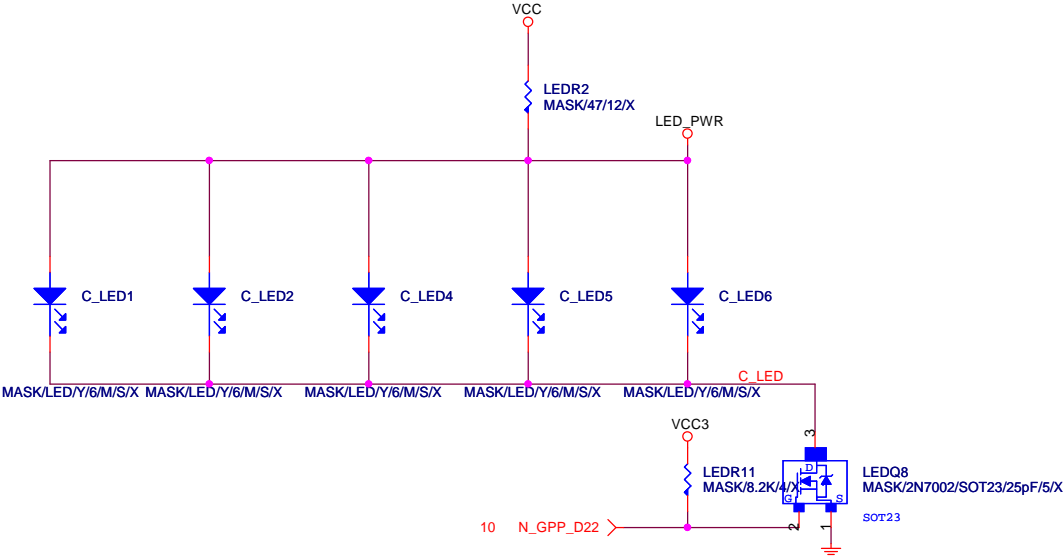 VCC
LEDR2
MASK/47/12/X
LED_PWR
C_LED1
C_LED2
C_LED4
C_LED5
C_LED6
C_LED
MASK/LED/Y/6/M/S/X
MASK/LED/Y/6/M/S/X
MASK/LED/Y/6/M/S/X
MASK/LED/Y/6/M/S/X
MASK/LED/Y/6/M/S/X
VCC3
3
LEDR11
MASK/8.2K/4/X
D
G
S
LEDQ8
MASK/2N7002/SOT23/25pF/5/X
SOT23
10 N_GPP_D22
2
1